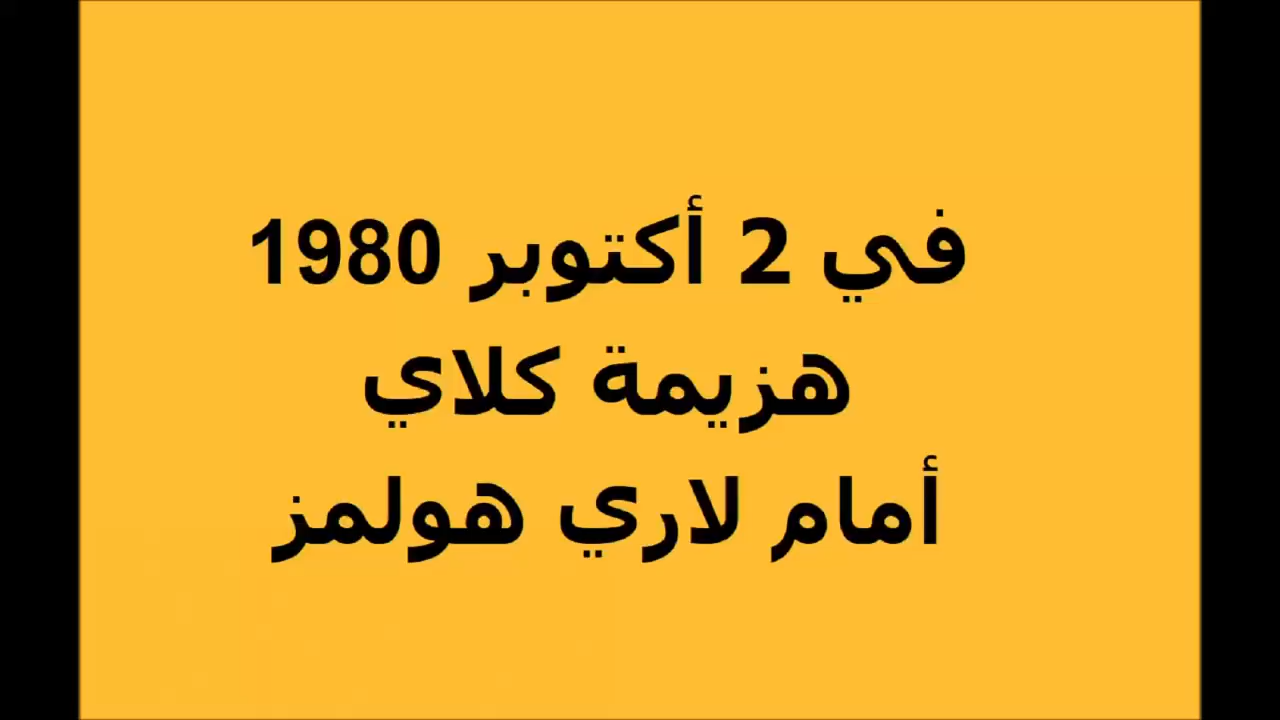 في 2 أكتوبر 1980
هزيمة كلاي
أمام لاري هولمز